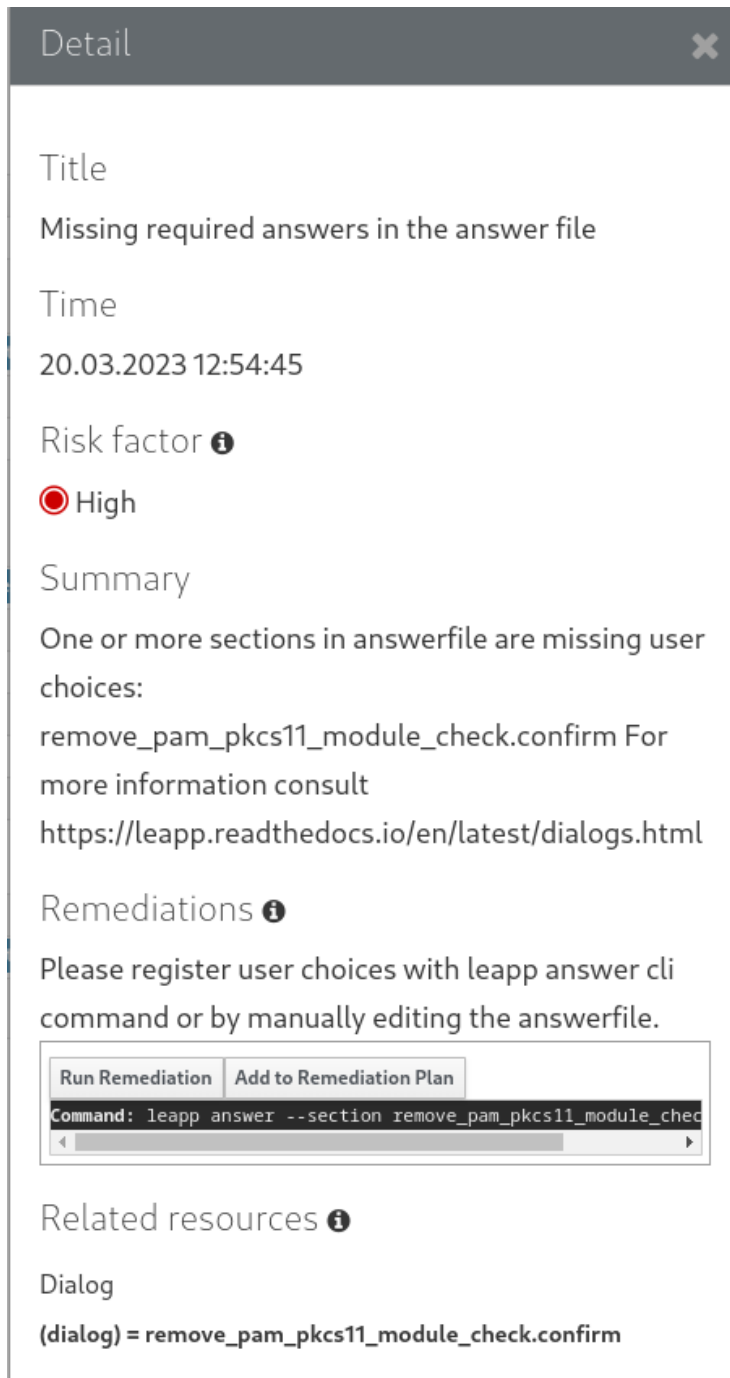 Detail
Title
Missing required answers in the answer file
Time
20.03.2023 12:54:45
Risk factor
High
Summary
One or more sections in answerfile are missing user
choices:
remove_pam_pkcs11_module_check.confirm For
more information consult
https://leapp.readthedocs.io/en/latest/dialogs.html
Remediations
Please register user choices with leapp answer cli
command or by manually editing the answerfile.
Run Remediation Add to Remediation Plan
Command: leapp answer --section remove_pam_pkcs11_module_chec
Related resources
Dialog
(dialog) = remove_pam_pkcs11_module_check.confirm